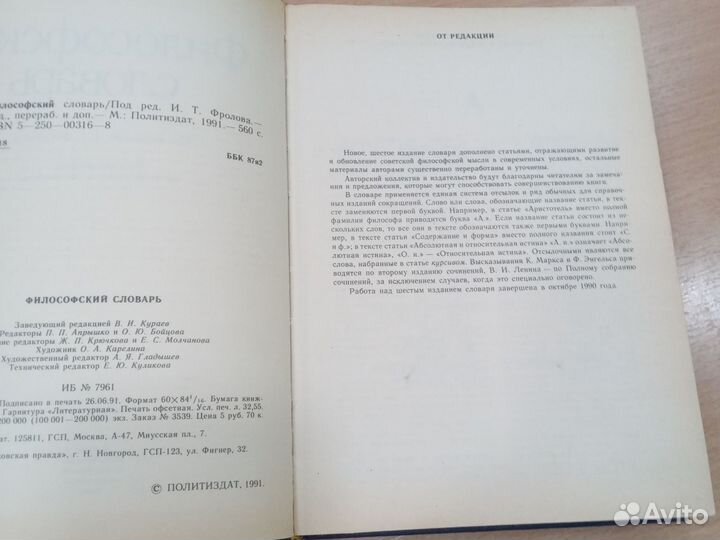 илософский словарь/Под ред. И. Т. Фролова.—
д., перераб. и доп.— М.: Политиздат, 1991.— 560 с.
BN 5—250—00316—8
18
ББК 87я2
ФИЛОСОФСКИЙ СЛОВАРЬ
Заведующий редакцией В. И. Кураев
Редакторы П. П. Апрышко и О. Ю. Бойцова
ие редакторы Ж. П. Крючкова и Е. С. Молчанова
Художник О. А. Карелина
Художественный редактор А. Я. Гладышев
Технический редактор Е. Ю. Куликова
ИБ № 7961
Подписано в печать 26.06.91. Формат 60×84¹/₁₆. Бумага книж-
Гарнитура «Литературная». Печать офсетная. Усл. печ. л. 32,55.
200 000 (100 001—200 000) экз. Заказ № 3539. Цена 5 руб. 70 к.
ат. 125811, ГСП, Москва, А-47, Миусская пл., 7.
овская правда», г. Н. Новгород, ГСП-123, ул. Фигнер, 32.
© ПОЛИТИЗДАТ, 1991.
ОТ РЕДАКЦИИ
Новое, шестое издание словаря дополнено статьями, отражающими развитие
и обновление советской философской мысли в современных условиях, остальные
материалы авторами существенно переработаны и уточнены.
Авторский коллектив и издательство будут благодарны читателям за замеча-
ния и предложения, которые могут способствовать совершенствованию книги.
В словаре применяется единая система отсылок и ряд обычных для справоч-
ных изданий сокращений. Слово или слова, обозначающие название статьи, в тек-
сте заменяются первой буквой. Например, в статье «Аристотель» вместо полной
фамилии философа приводится буква «А.». Если название статьи состоит из не-
скольких слов, то все они в тексте обозначаются также первыми буквами. Напри-
мер, в тексте статьи «Содержание и форма» вместо полного названия стоит «С.
и ф.»; в тексте статьи «Абсолютная и относительная истина» «А. и.» означает «Абсо-
лютная истина», «О. и.» — «Относительная истина». Отсылочными являются все
слова, набранные в статье курсивом. Высказывания К. Маркса и Ф. Энгельса при-
водятся по второму изданию сочинений, В. И. Ленина — по Полному собранию
сочинений, за исключением случаев, когда это специально оговорено.
Работа над шестым изданием словаря завершена в октябре 1990 года.
Avito